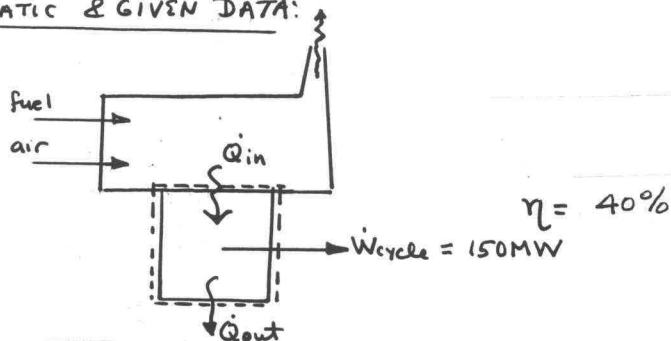 ATIC & GIVEN DATA:
fuel
air
Q̇in
η = 40%
Ẇcycle = 150MW
Q̇out